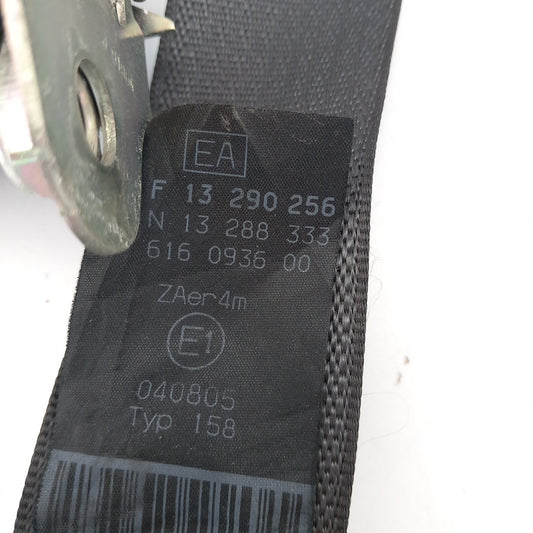 EA
F 13 290 256
N 13 288 333
616 0936 00
ZAer4m
E1
040805
Typ 158